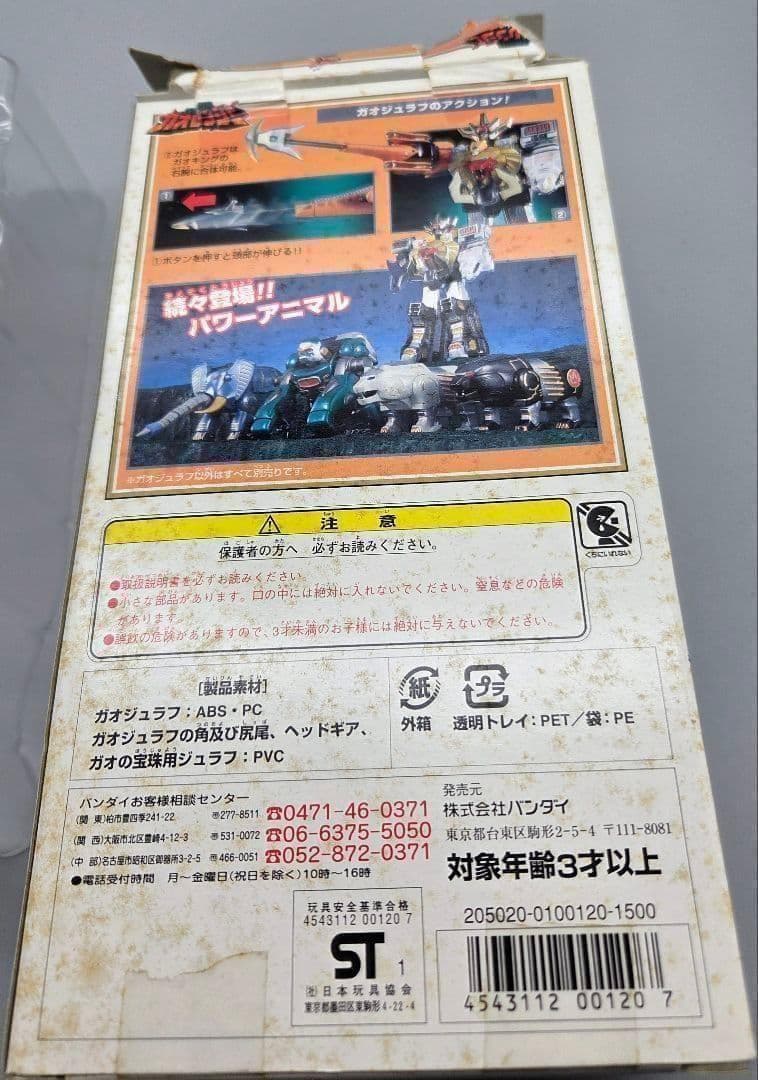 ガオレンジャー
ガオジュラフのアクション!
②ガオジュラフは
ガオキングの
右腕に合体可能。
①
②
①ボタンを押すと頭部が伸びる!!
続々登場!!
パワーアニマル
※ガオジュラフ以外はすべて別売りです。
注意
保護者の方へ 必ずお読みください。
くちにいれない
●取扱説明書を必ずお読みください。
●小さな部品があります。口の中には絶対に入れないでください。窒息などの危険
があります。
●誤飲の危険がありますので、3才未満のお子様には絶対に与えないでください。
[製品素材]
ガオジュラフ:ABS・PC
ガオジュラフの角及び尻尾、ヘッドギア、
ガオの宝珠用ジュラフ:PVC
紙
外箱
プラ
透明トレイ:PET/袋:PE
バンダイお客様相談センター
(関 東)柏市豊四季241-22 〒277-8511 ☎0471-46-0371
(関 西)大阪市北区豊崎4-12-3 〒531-0072 ☎06-6375-5050
(中 部)名古屋市昭和区御器所3-2-5 〒466-0051 ☎052-872-0371
●電話受付時間 月〜金曜日(祝日を除く)10時〜16時
発売元
株式会社バンダイ
東京都台東区駒形2-5-4 〒111-8081
対象年齢3才以上
玩具安全基準合格
4543112 00120 7
ST 1
(社)日本玩具協会
東京都墨田区東駒形4-22-4
205020-0100120-1500
4543112 00120 7